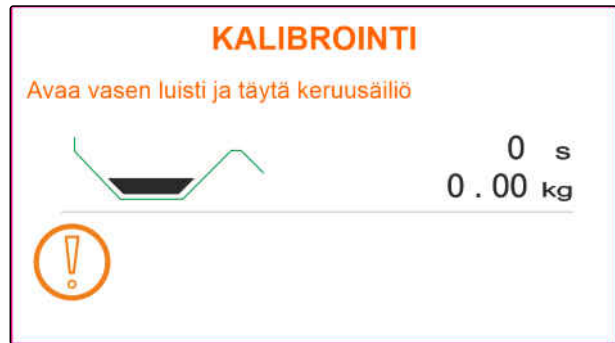 KALIBROINTI
Avaa vasen luisti ja täytä keruusäiliö
0 s
0.00 kg